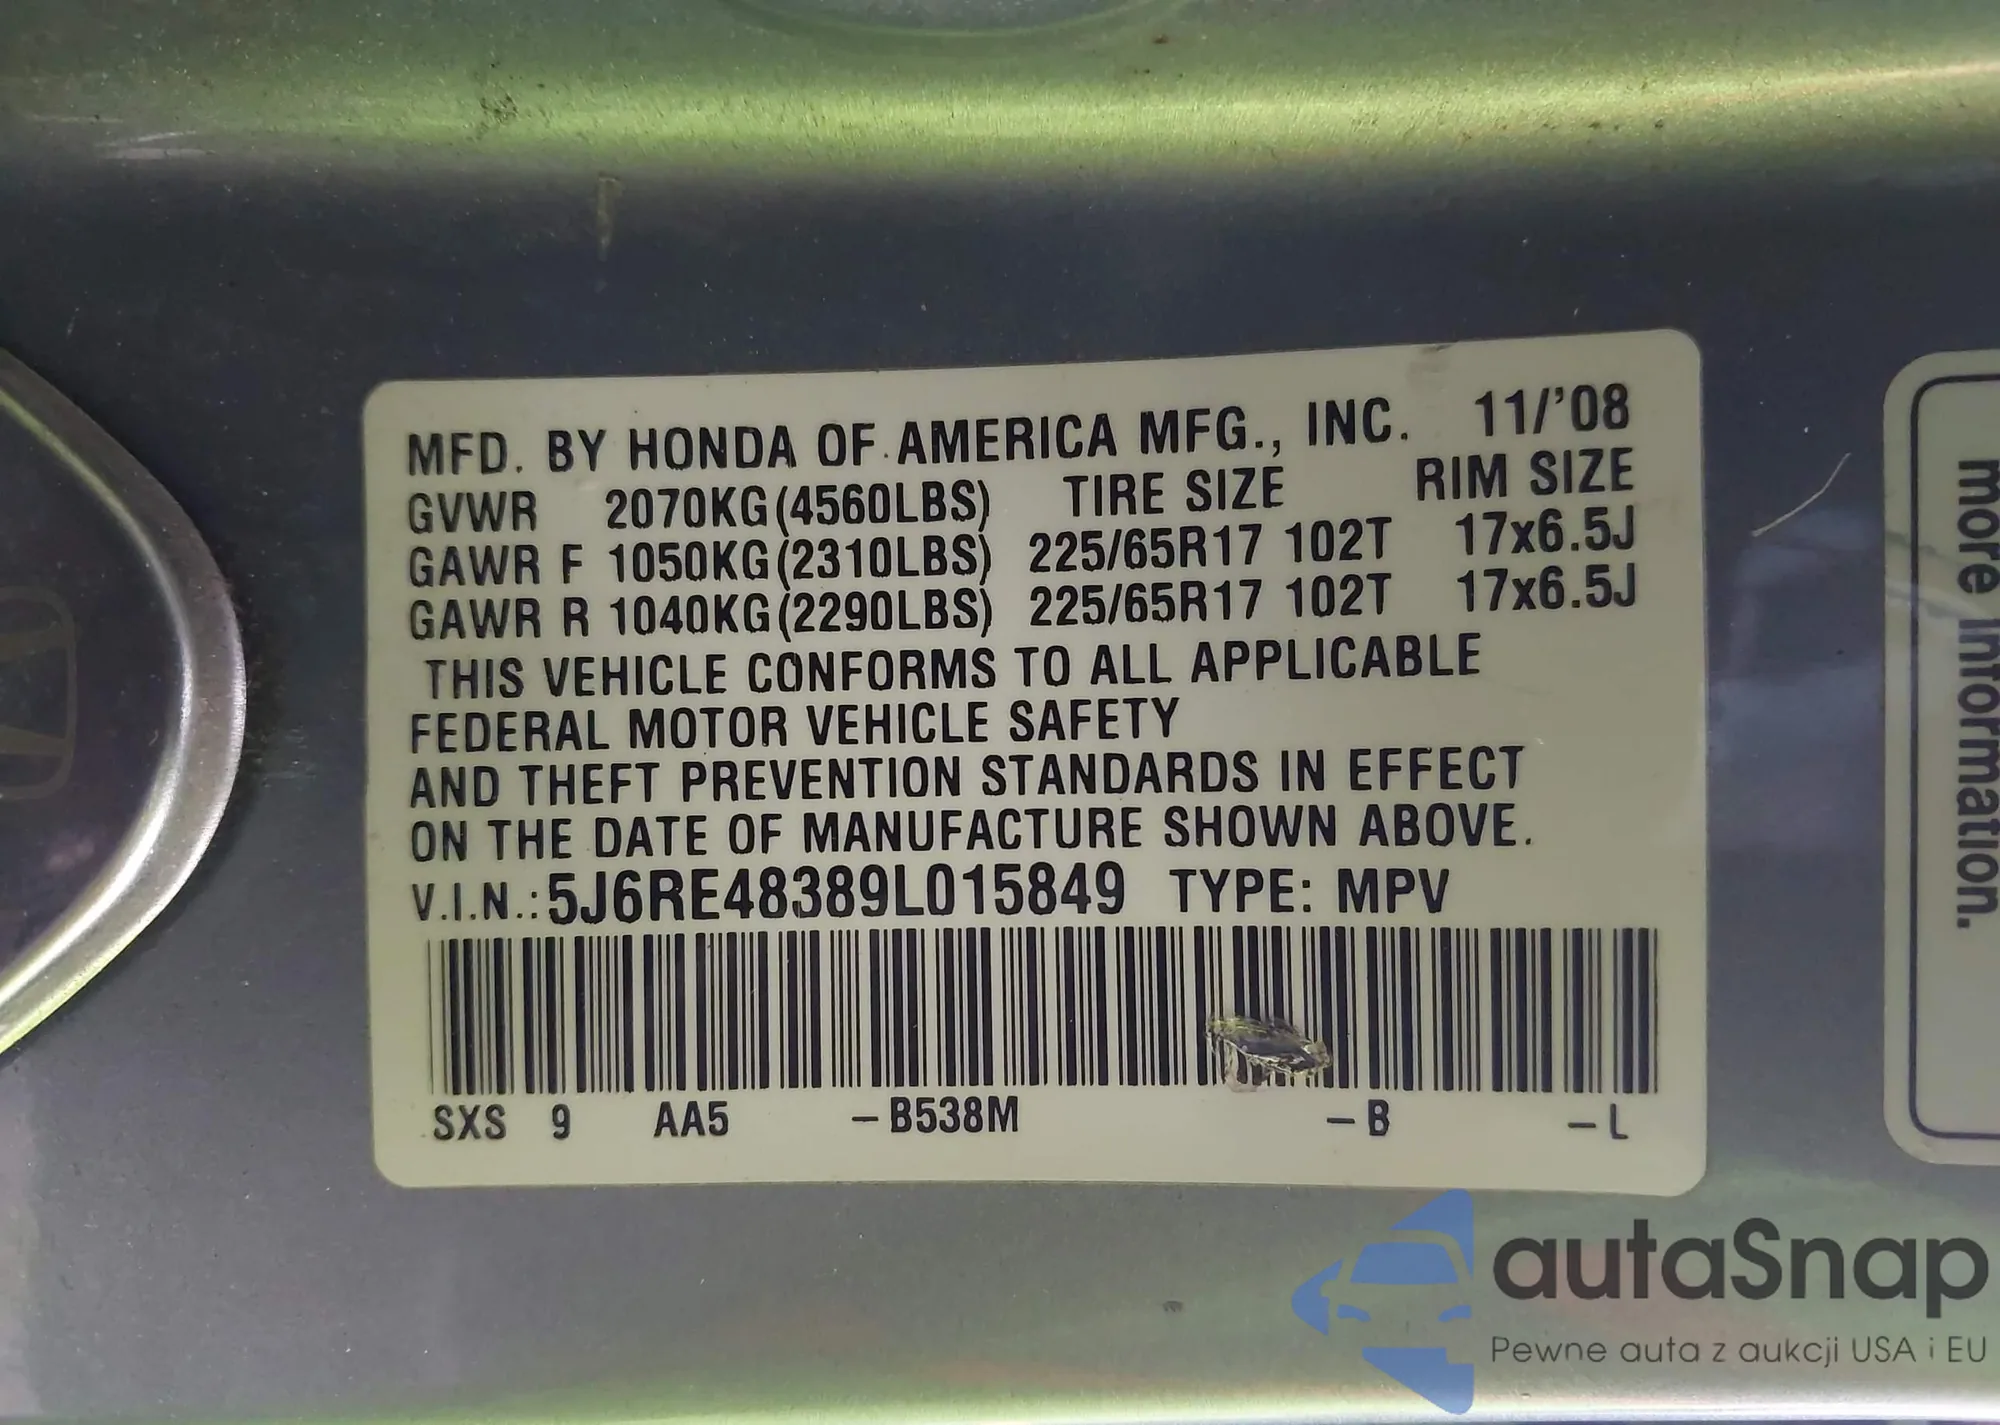 MFD. BY HONDA OF AMERICA MFG., INC. 11/'08
GVWR 2070KG(4560LBS) TIRE SIZE RIM SIZE
GAWR F 1050KG(2310LBS) 225/65R17 102T 17x6.5J
GAWR R 1040KG(2290LBS) 225/65R17 102T 17x6.5J
THIS VEHICLE CONFORMS TO ALL APPLICABLE
FEDERAL MOTOR VEHICLE SAFETY
AND THEFT PREVENTION STANDARDS IN EFFECT
ON THE DATE OF MANUFACTURE SHOWN ABOVE.
V.I.N.: 5J6RE48389L015849 TYPE: MPV
SXS 9 AA5 -B538M -B -L
more information.
autaSnap
Pewne auta z aukcji USA i EU